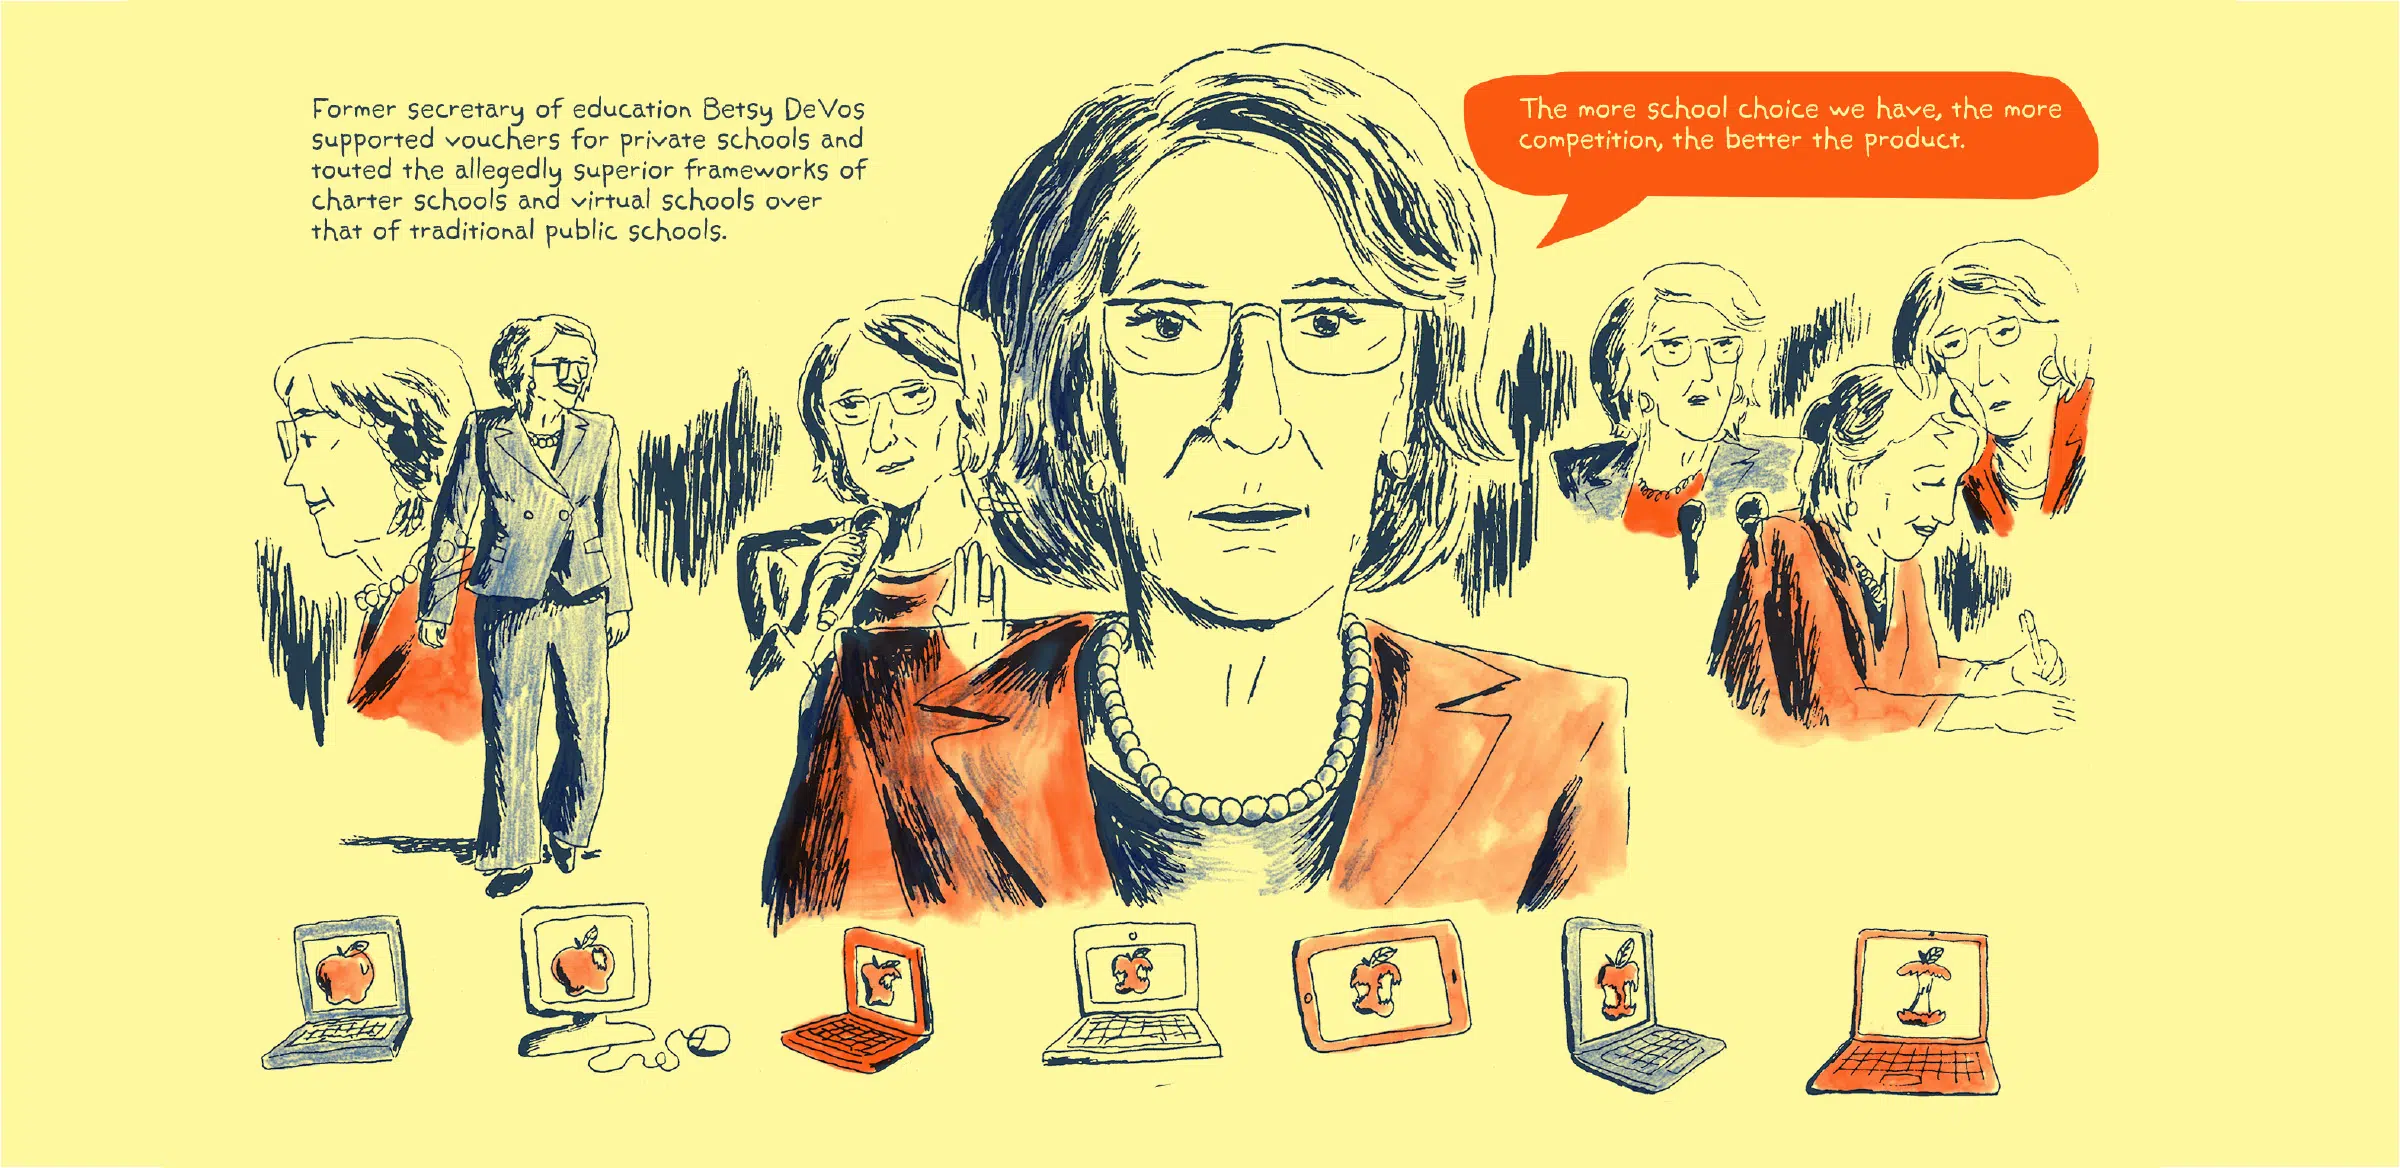 Former secretary of education Betsy DeVos
supported vouchers for private schools and
touted the allegedly superior frameworks of
charter schools and virtual schools over
that of traditional public schools.
The more school choice we have, the more
competition, the better the product.